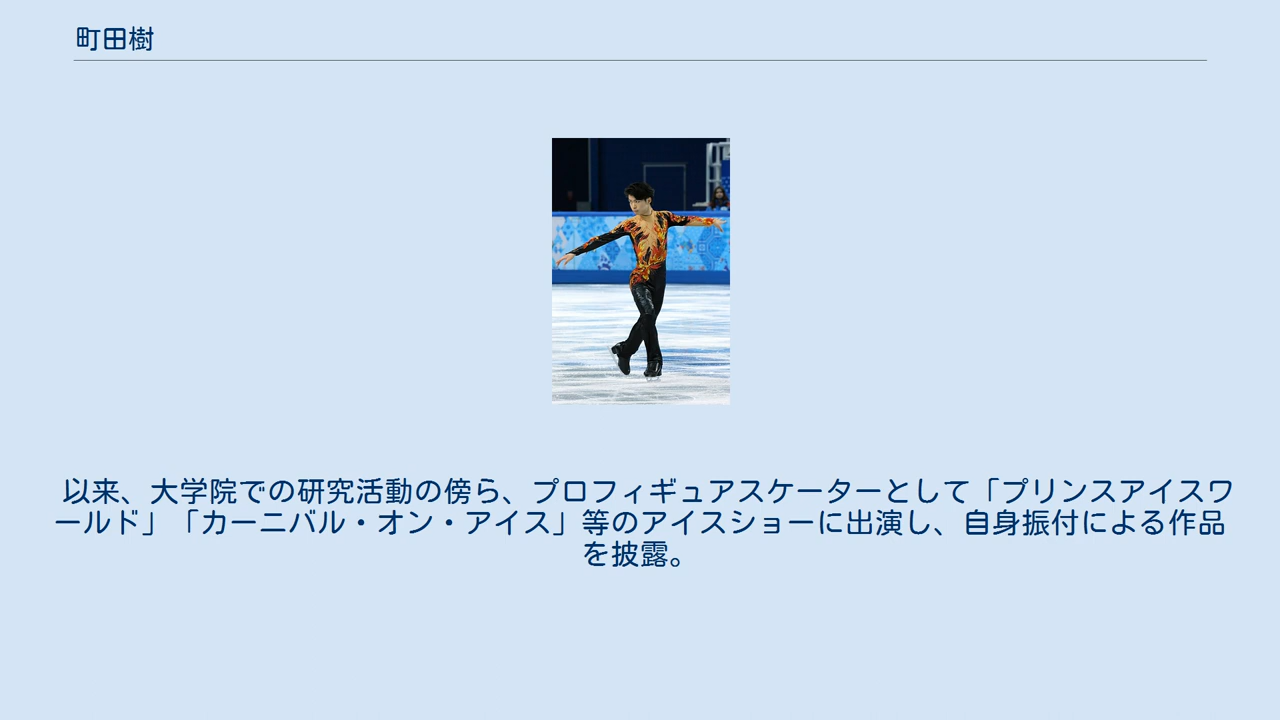 町田樹
以来、大学院での研究活動の傍ら、プロフィギュアスケーターとして「プリンスアイスワ
ールド」「カーニバル・オン・アイス」等のアイスショーに出演し、自身振付による作品
を披露。